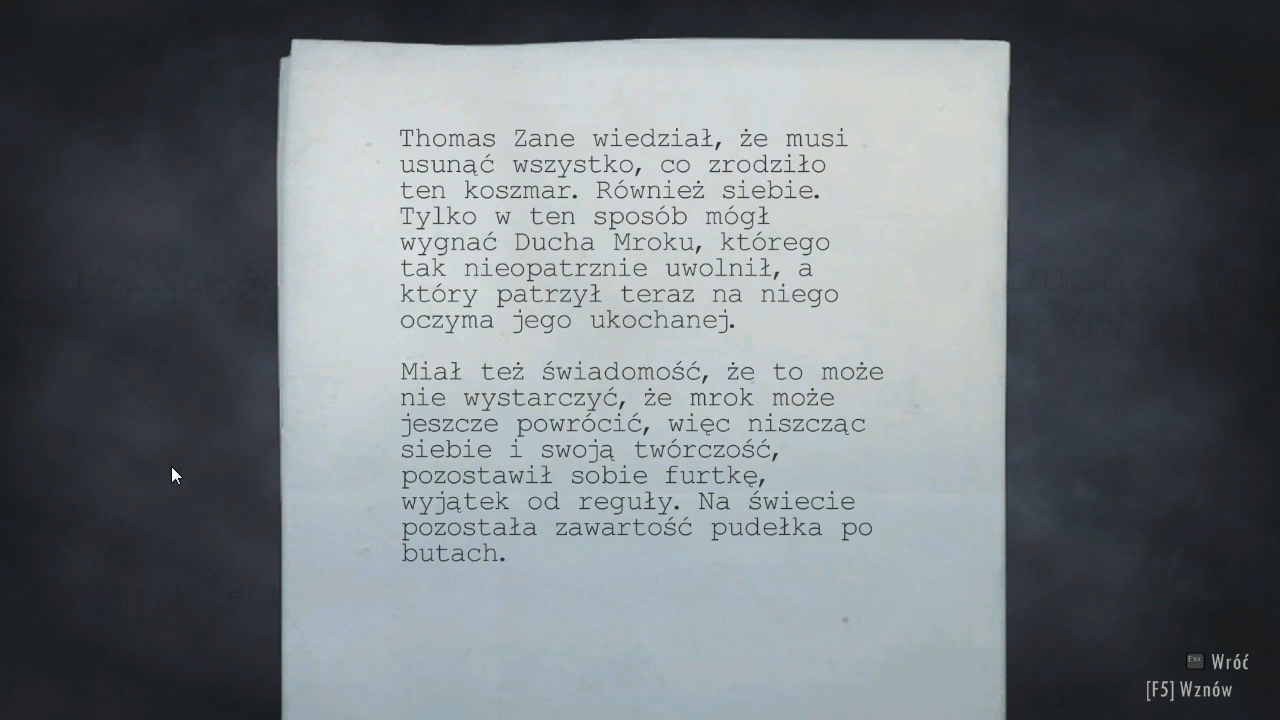 Thomas Zane wiedział, że musi
usunąć wszystko, co zrodziło
ten koszmar. Również siebie.
Tylko w ten sposób mógł
wygnać Ducha Mroku, którego
tak nieopatrznie uwolnił, a
który patrzył teraz na niego
oczyma jego ukochanej.
Miał też świadomość, że to może
nie wystarczyć, że mrok może
jeszcze powrócić, więc niszcząc
siebie i swoją twórczość,
pozostawił sobie furtkę,
wyjątek od reguły. Na świecie
pozostała zawartość pudełka po
butach.
Esc Wróć
[F5] Wznów